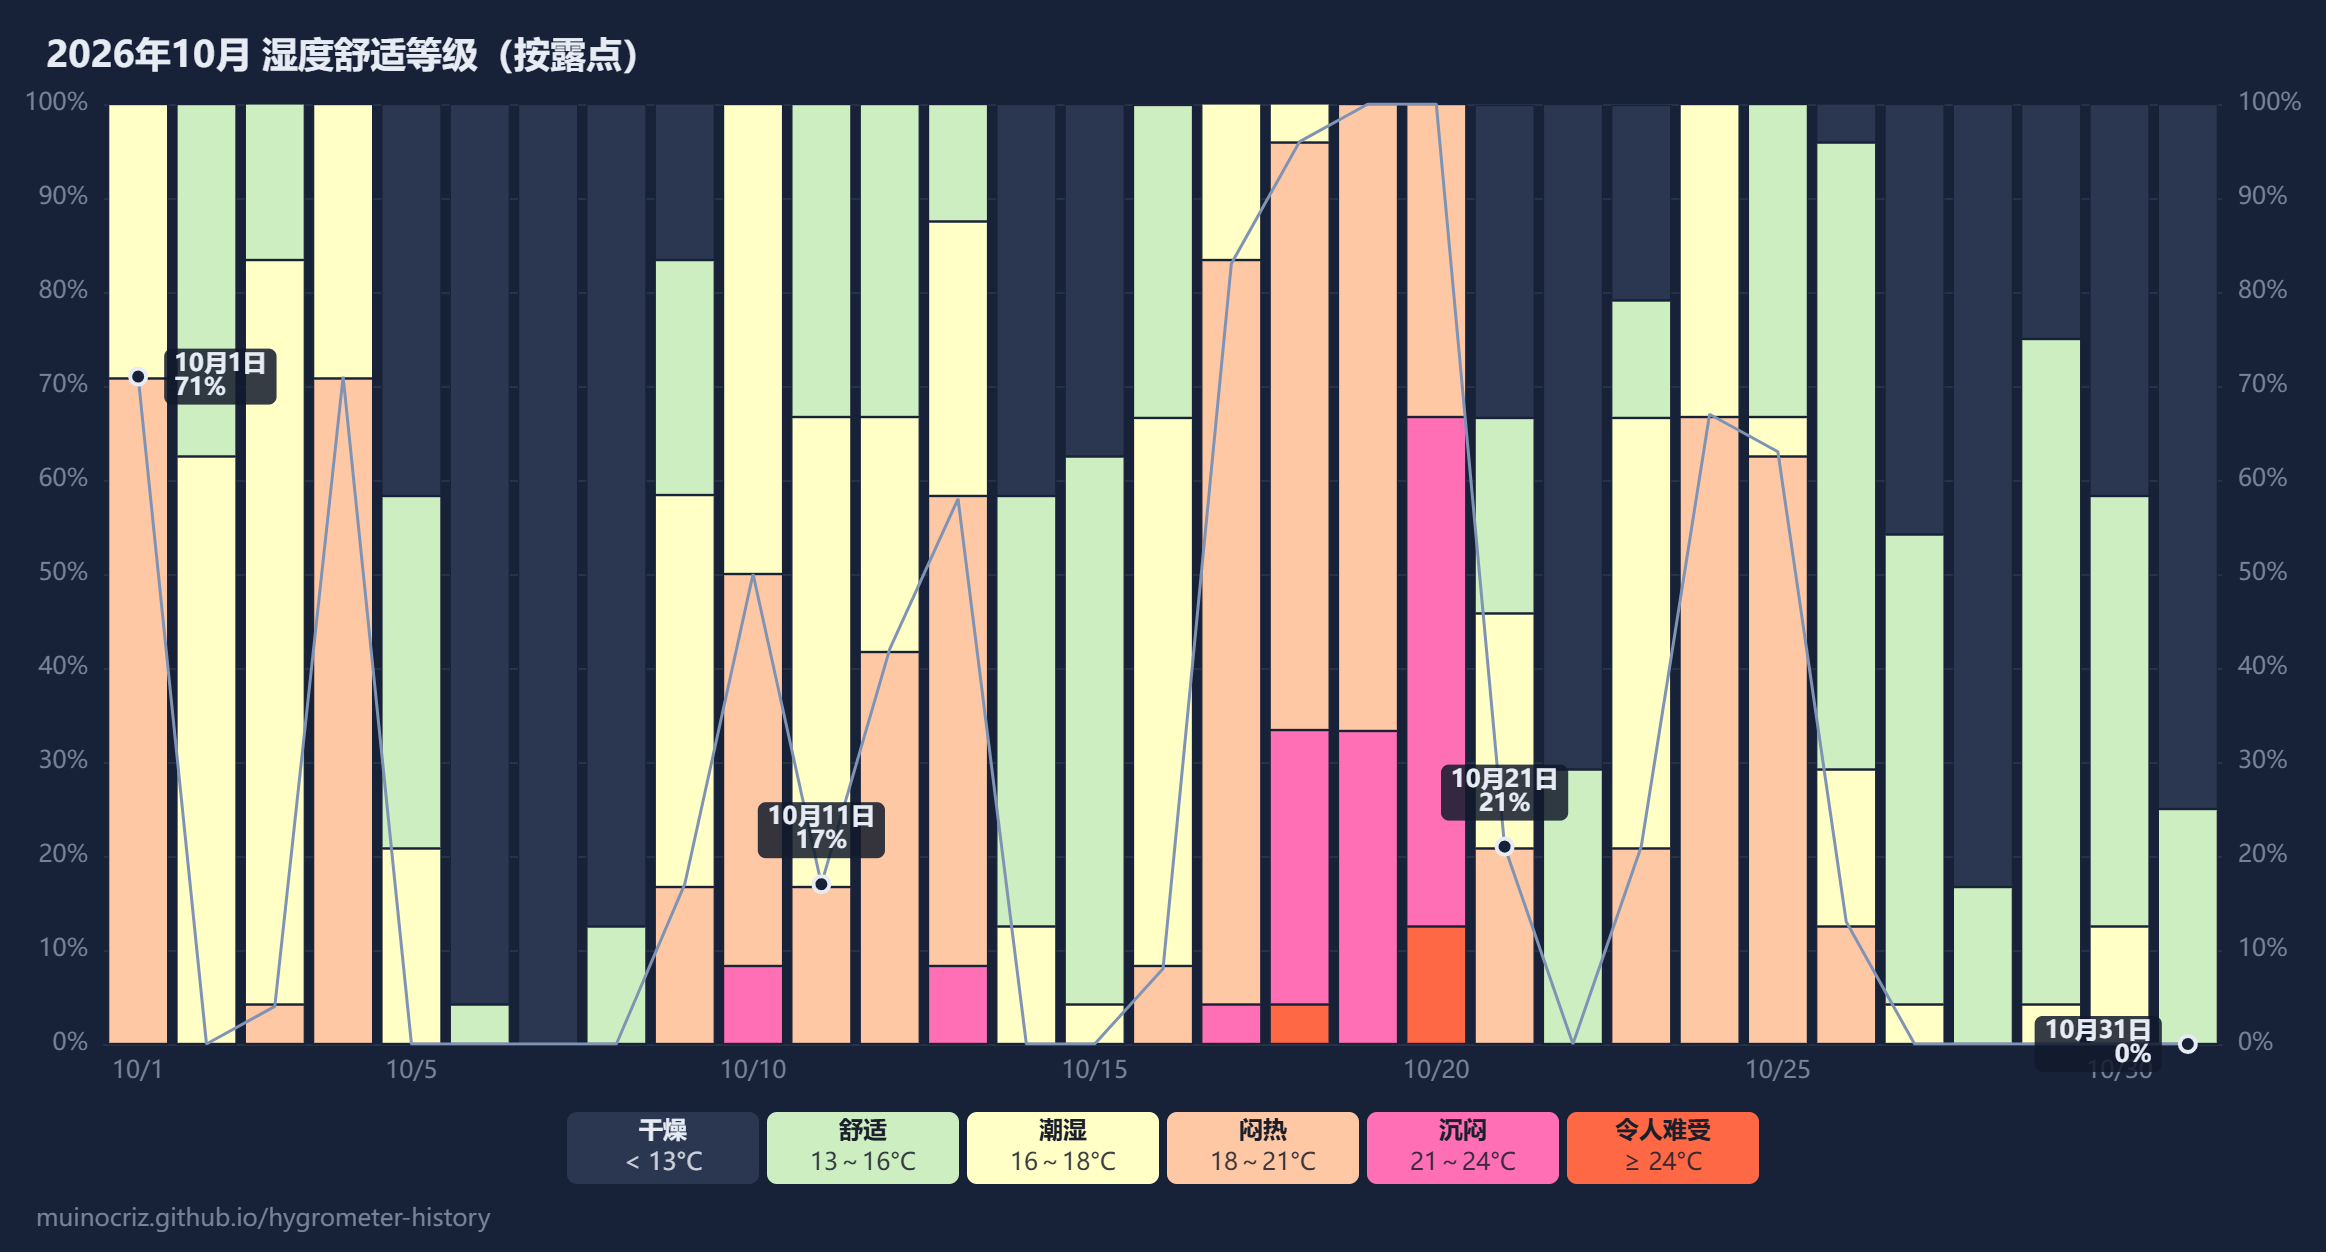 2026年10月 湿度舒适等级（按露点）
100%
90%
80%
70%
60%
50%
40%
30%
20%
10%
0%
100%
90%
80%
70%
60%
50%
40%
30%
20%
10%
0%
10月1日
71%
10月11日
17%
10月21日
21%
10月31日
0%
10/1
10/5
10/10
10/15
10/20
10/25
10/30
干燥
< 13°C
舒适
13～16°C
潮湿
16～18°C
闷热
18～21°C
沉闷
21～24°C
令人难受
≥ 24°C
muinocriz.github.io/hygrometer-history